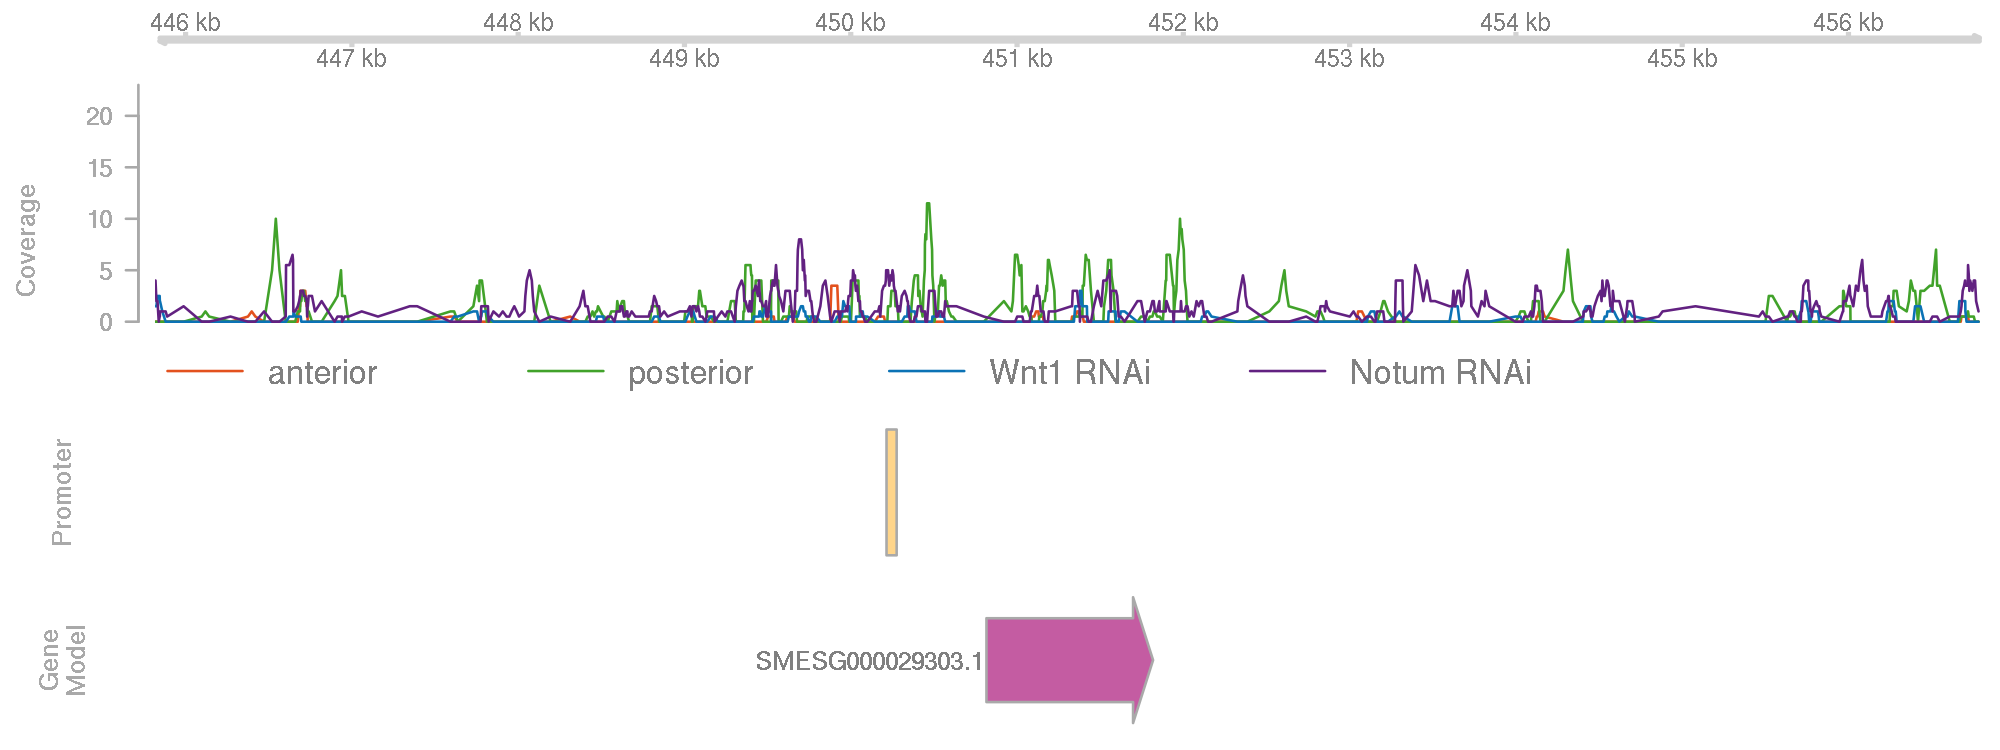 446 kb 448 kb 450 kb 452 kb 454 kb 456 kb
447 kb 449 kb 451 kb 453 kb 455 kb
Coverage
20
15
10
5
0
anterior posterior Wnt1 RNAi Notum RNAi
Promoter
Gene
Model
SMESG000029303.1